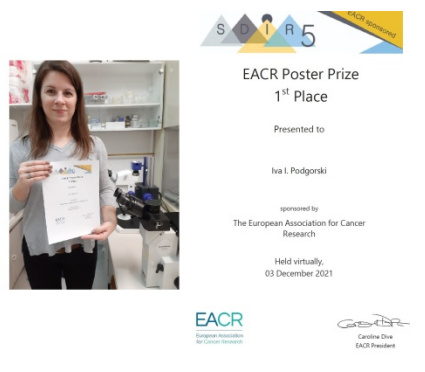 SDIR5
EACR sponsored
EACR Poster Prize
1st Place
Presented to
Iva I. Podgorski
sponsored by
The European Association for Cancer
Research
Held virtually,
03 December 2021
EACR
European Association
for Cancer Research
Caroline Dive
EACR President
EACR